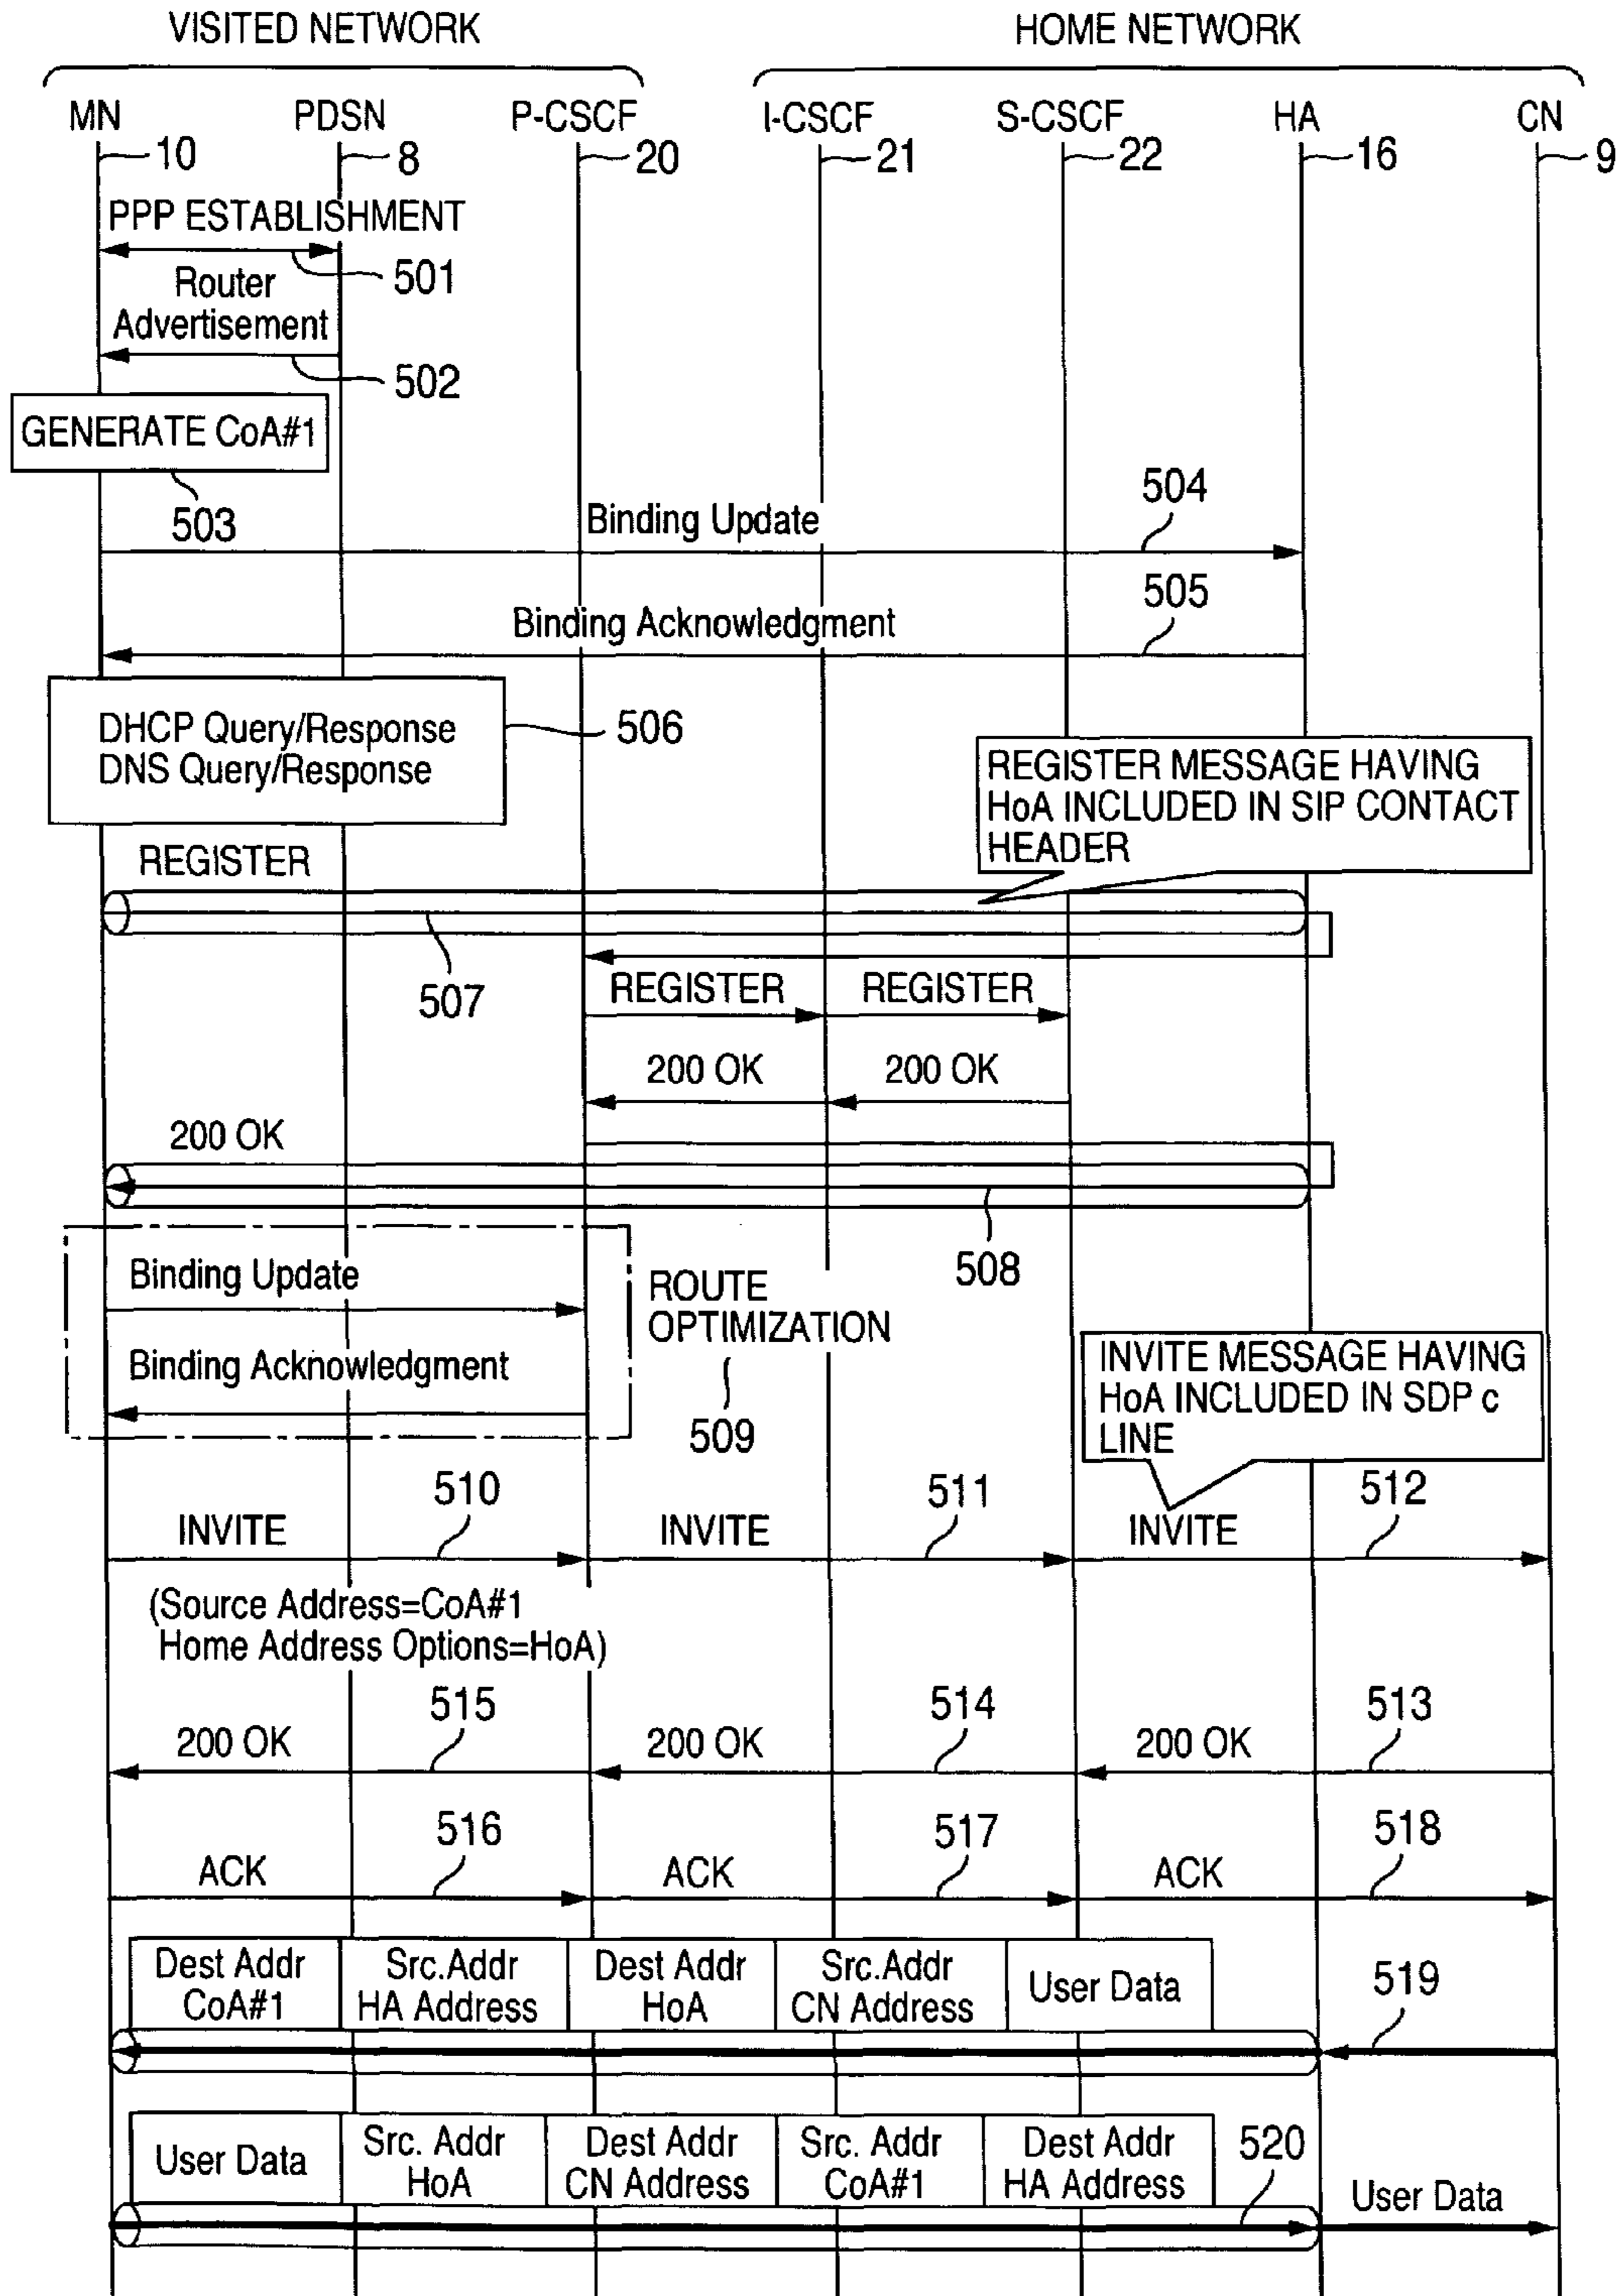 VISITED NETWORK
HOME NETWORK
MN
PDSN
P-CSCF
I-CSCF
S-CSCF
HA
CN
10
8
20
21
22
16
9
PPP ESTABLISHMENT
501
Router
Advertisement
502
GENERATE CoA#1
503
504
Binding Update
505
Binding Acknowledgment
DHCP Query/Response
DNS Query/Response
506
REGISTER MESSAGE HAVING
HoA INCLUDED IN SIP CONTACT
HEADER
REGISTER
507
REGISTER
REGISTER
200 OK
200 OK
200 OK
508
Binding Update
Binding Acknowledgment
ROUTE
OPTIMIZATION
509
INVITE MESSAGE HAVING
HoA INCLUDED IN SDP c
LINE
510
511
512
INVITE
INVITE
INVITE
(Source Address=CoA#1
Home Address Options=HoA)
515
514
513
200 OK
200 OK
200 OK
516
517
518
ACK
ACK
ACK
Dest Addr
CoA#1
Src.Addr
HA Address
Dest Addr
HoA
Src.Addr
CN Address
User Data
519
User Data
Src. Addr
HoA
Dest Addr
CN Address
Src. Addr
CoA#1
Dest Addr
HA Address
520
User Data